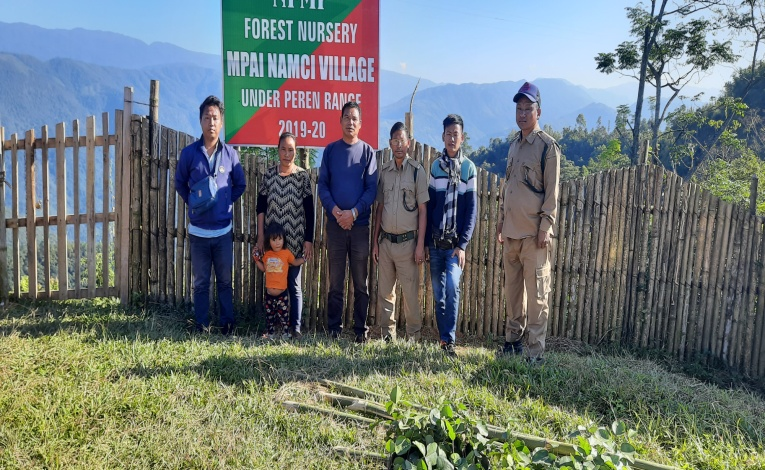 FOREST NURSERY
MPAI NAMCI VILLAGE
UNDER PEREN RANGE
2019-20